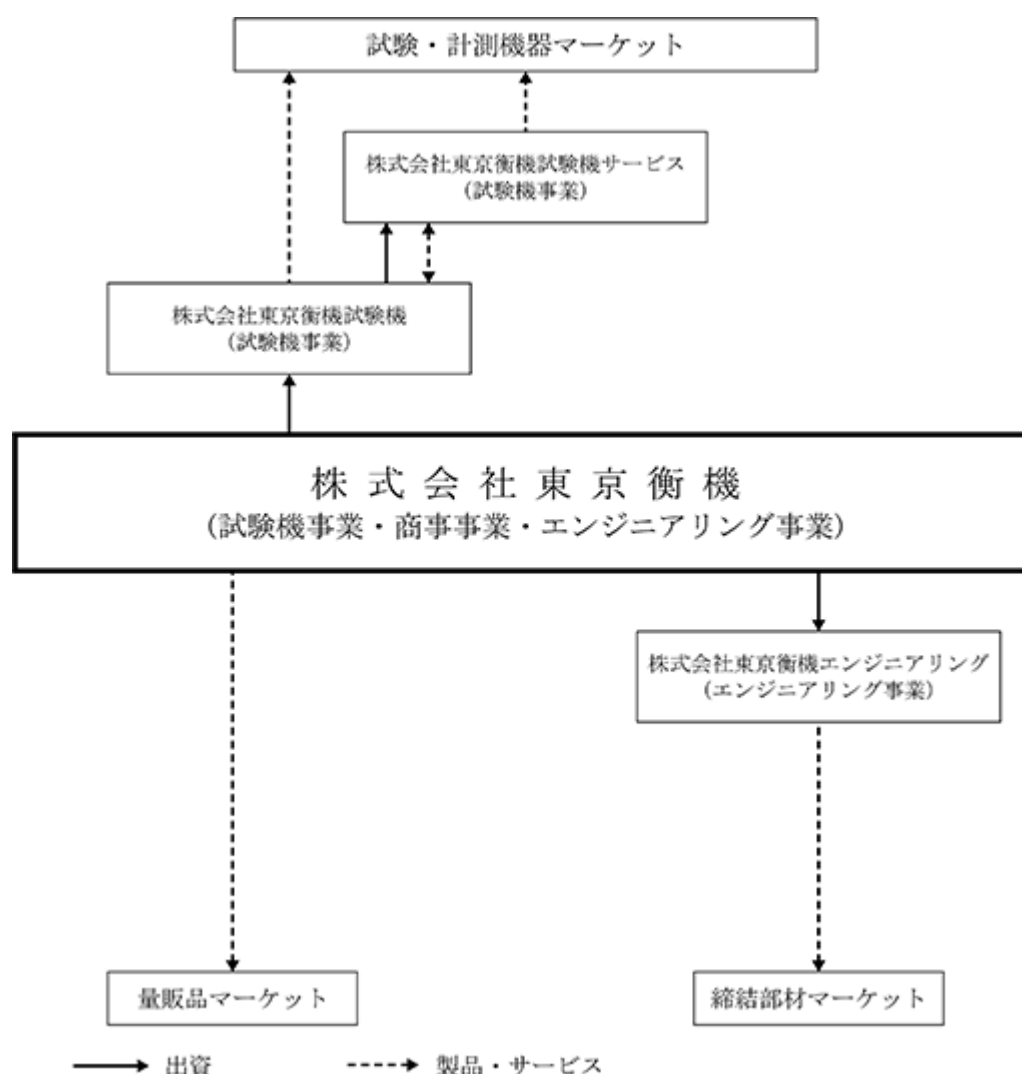 試験・計測機器マーケット
株式会社東京衡機試験機サービス
(試験機事業)
株式会社東京衡機試験機
(試験機事業)
株式会社東京衡機
(試験機事業・商事事業・エンジニアリング事業)
株式会社東京衡機エンジニアリング
(エンジニアリング事業)
量販品マーケット
締結部材マーケット
出資
製品・サービス